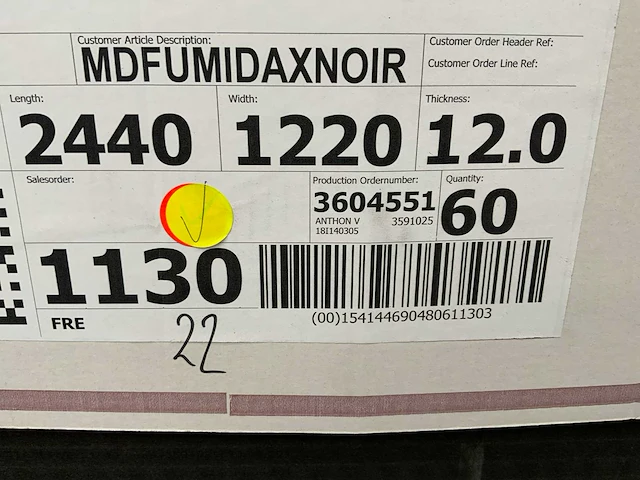 Customer Article Description:
MDFUMIDAXNOIR
Customer Order Header Ref:
Customer Order Line Ref:
Length:
2440
Width:
1220
Thickness:
12.0
Salesorder:
1130
FRE
Production Ordernumber:
3604551
ANTHON V 3591025
18I140305
Quantity:
60
(00)154144690480611303
22